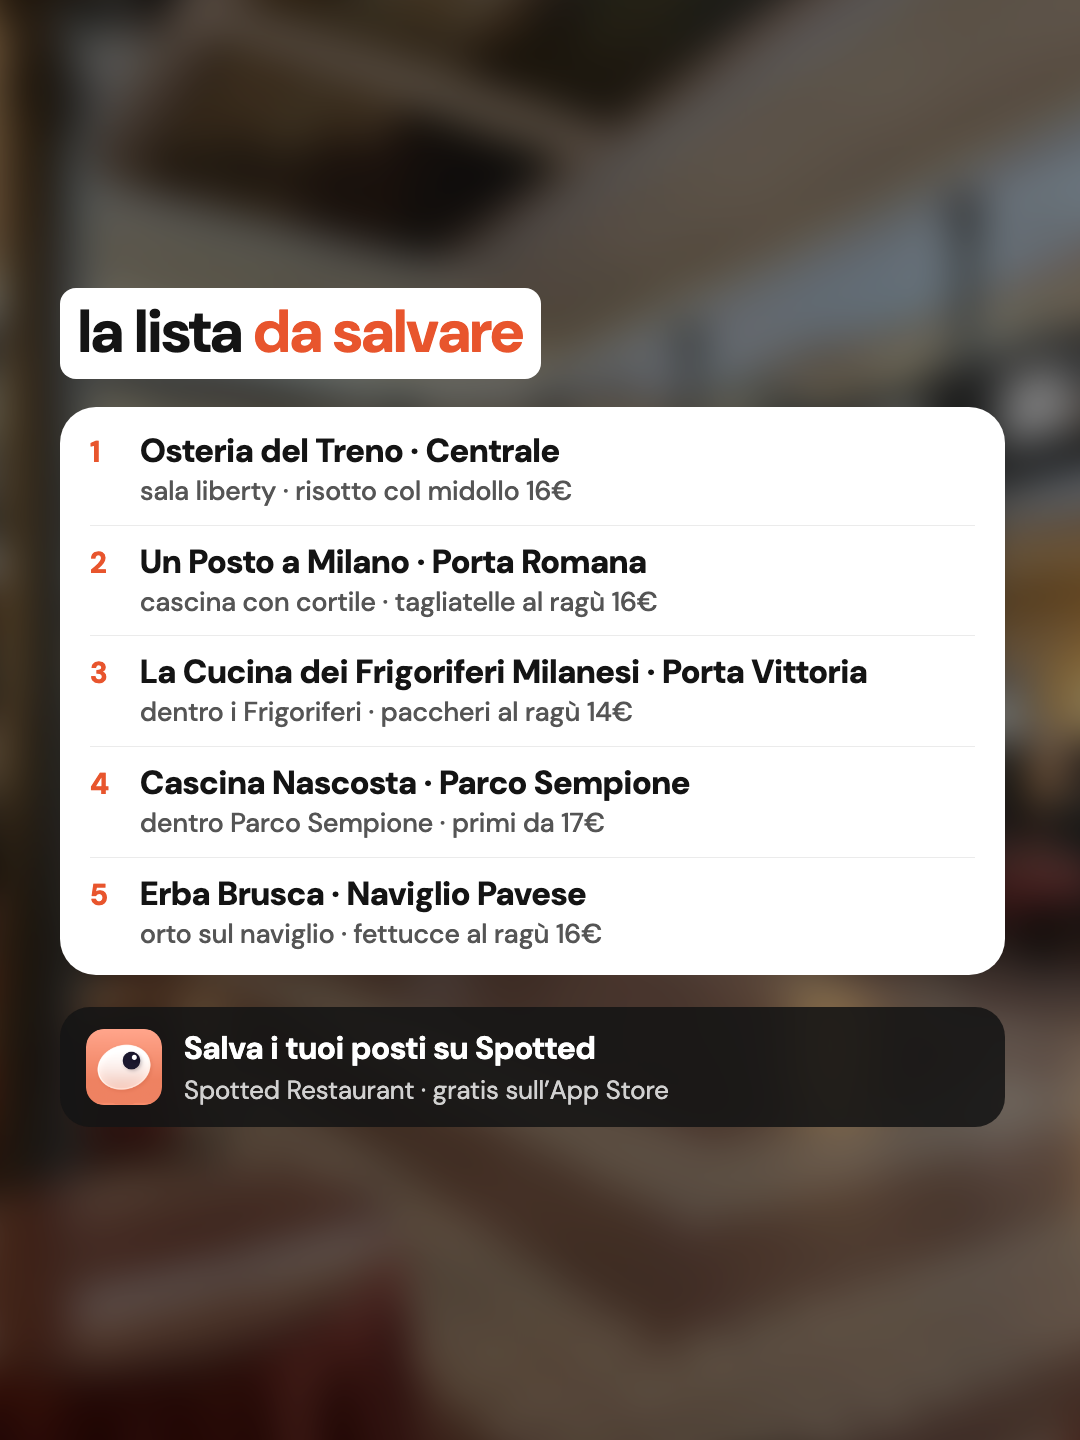 la lista da salvare
1 Osteria del Treno · Centrale
sala liberty · risotto col midollo 16€
2 Un Posto a Milano · Porta Romana
cascina con cortile · tagliatelle al ragù 16€
3 La Cucina dei Frigoriferi Milanesi · Porta Vittoria
dentro i Frigoriferi · paccheri al ragù 14€
4 Cascina Nascosta · Parco Sempione
dentro Parco Sempione · primi da 17€
5 Erba Brusca · Naviglio Pavese
orto sul naviglio · fettucce al ragù 16€
Salva i tuoi posti su Spotted
Spotted Restaurant · gratis sull’App Store